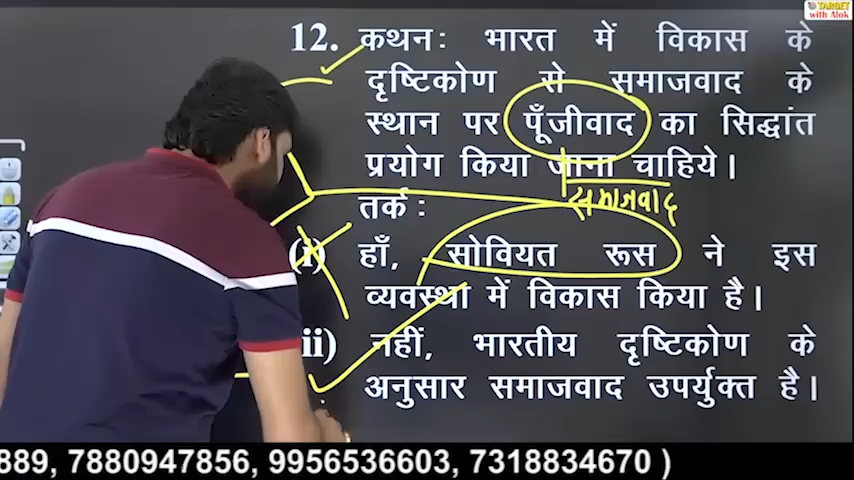 TARGET
with Alok
12. कथनः भारत में विकास के
दृष्टिकोण से समाजवाद के
स्थान पर पूँजीवाद का सिद्धांत
प्रयोग किया जाना चाहिये।
समाजवाद
तर्कः
(i) हाँ, सोवियत रूस ने इस
व्यवस्था में विकास किया है।
ii) नहीं, भारतीय दृष्टिकोण के
अनुसार समाजवाद उपर्युक्त है।
889, 7880947856, 9956536603, 7318834670 )